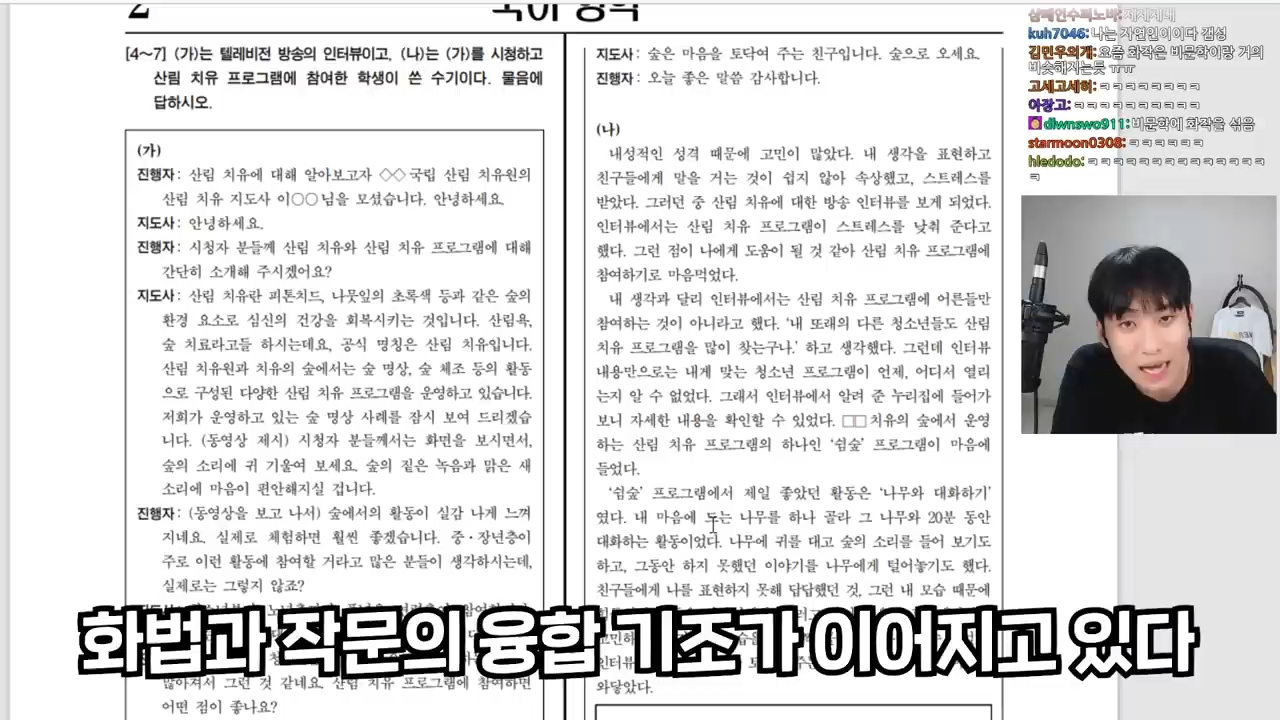 2
국어 영역
[4~7] (가)는 텔레비전 방송의 인터뷰이고, (나)는 (가)를 시청하고
산림 치유 프로그램에 참여한 학생이 쓴 수기이다. 물음에
답하시오.
(가)
진행자: 산림 치유에 대해 알아보고자 ◇◇국립 산림 치유원의
산림 치유 지도사 이○○님을 모셨습니다. 안녕하세요.
지도사: 안녕하세요.
진행자: 시청자 분들께 산림 치유와 산림 치유 프로그램에 대해
간단히 소개해 주시겠어요?
지도사: 산림 치유란 피톤치드, 나뭇잎의 초록색 등과 같은 숲의
환경 요소로 심신의 건강을 회복시키는 것입니다. 산림욕,
숲 치료라고들 하시는데요, 공식 명칭은 산림 치유입니다.
산림 치유원과 치유의 숲에서는 숲 명상, 숲 체조 등의 활동
으로 구성된 다양한 산림 치유 프로그램을 운영하고 있습니다.
저희가 운영하고 있는 숲 명상 사례를 잠시 보여 드리겠습
니다. (동영상 제시) 시청자 분들께서는 화면을 보시면서,
숲의 소리에 귀 기울여 보세요. 숲의 짙은 녹음과 맑은 새
소리에 마음이 편안해지실 겁니다.
진행자: (동영상을 보고 나서) 숲에서의 활동이 실감 나게 느껴
지네요. 실제로 체험하면 훨씬 좋겠습니다. 중·장년층이
주로 이런 활동에 참여할 거라고 많은 분들이 생각하시는데,
실제로는 그렇지 않죠?
많아져서 그런 것 같네요. 산림 치유 프로그램에 참여하면
어떤 점이 좋나요?
지도사: 숲은 마음을 토닥여 주는 친구입니다. 숲으로 오세요.
진행자: 오늘 좋은 말씀 감사합니다.
(나)
내성적인 성격 때문에 고민이 많았다. 내 생각을 표현하고
친구들에게 말을 거는 것이 쉽지 않아 속상했고, 스트레스를
받았다. 그러던 중 산림 치유에 대한 방송 인터뷰를 보게 되었다.
인터뷰에서는 산림 치유 프로그램이 스트레스를 낮춰 준다고
했다. 그런 점이 나에게 도움이 될 것 같아 산림 치유 프로그램에
참여하기로 마음먹었다.
내 생각과 달리 인터뷰에서는 산림 치유 프로그램에 어른들만
참여하는 것이 아니라고 했다. '내 또래의 다른 청소년들도 산림
치유 프로그램을 많이 찾는구나.' 하고 생각했다. 그런데 인터뷰
내용만으로는 내게 맞는 청소년 프로그램이 언제, 어디서 열리
는지 알 수 없었다. 그래서 인터뷰에서 알려 준 누리집에 들어가
보니 자세한 내용을 확인할 수 있었다. □□ 치유의 숲에서 운영
하는 산림 치유 프로그램의 하나인 '쉼숲' 프로그램이 마음에
들었다.
'쉼숲' 프로그램에서 제일 좋았던 활동은 '나무와 대화하기'
였다. 내 마음에 드는 나무를 하나 골라 그 나무와 20분 동안
대화하는 활동이었다. 나무에 귀를 대고 숲의 소리를 들어 보기도
하고, 그동안 하지 못했던 이야기를 나무에게 털어놓기도 했다.
친구들에게 나를 표현하지 못해 답답했던 것, 그런 내 모습 때문에
와닿았다.
kuh7046: 나는 자연인이이다 갬성
김민우의개: 요즘 화작은 비문학이랑 거의
비슷해지는듯 ㅠㅠ
고세고세히: ㅋㅋㅋㅋㅋㅋㅋㅋ
아장고: ㅋㅋㅋㅋㅋㅋㅋㅋㅋㅋ
dlwnswo911: 비문학에 화작을 섞음
starmoon0308: ㅋㅋㅋㅋㅋㅋ
hledodo: ㅋㅋㅋㅋㅋㅋㅋㅋㅋㅋㅋㅋㅋㅋ
ㅋ
화법과 작문의 융합 기조가 이어지고 있다